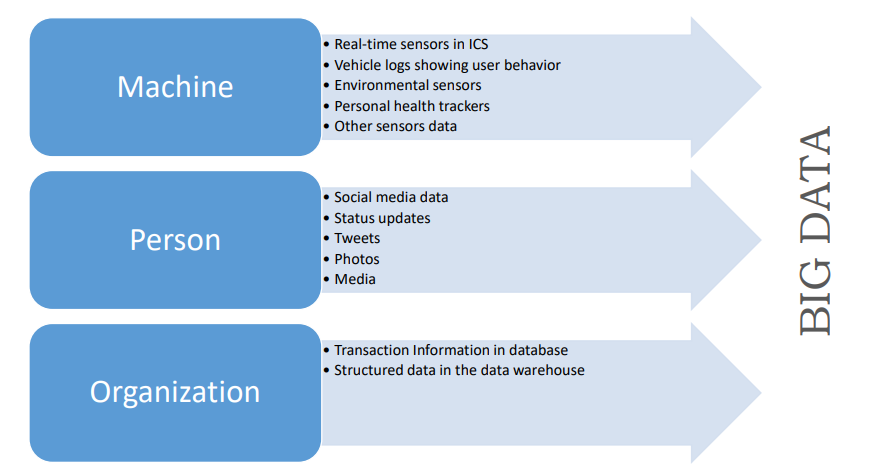 Machine
• Real-time sensors in ICS
• Vehicle logs showing user behavior
• Environmental sensors
• Personal health trackers
• Other sensors data
Person
• Social media data
• Status updates
• Tweets
• Photos
• Media
Organization
• Transaction Information in database
• Structured data in the data warehouse
BIG DATA